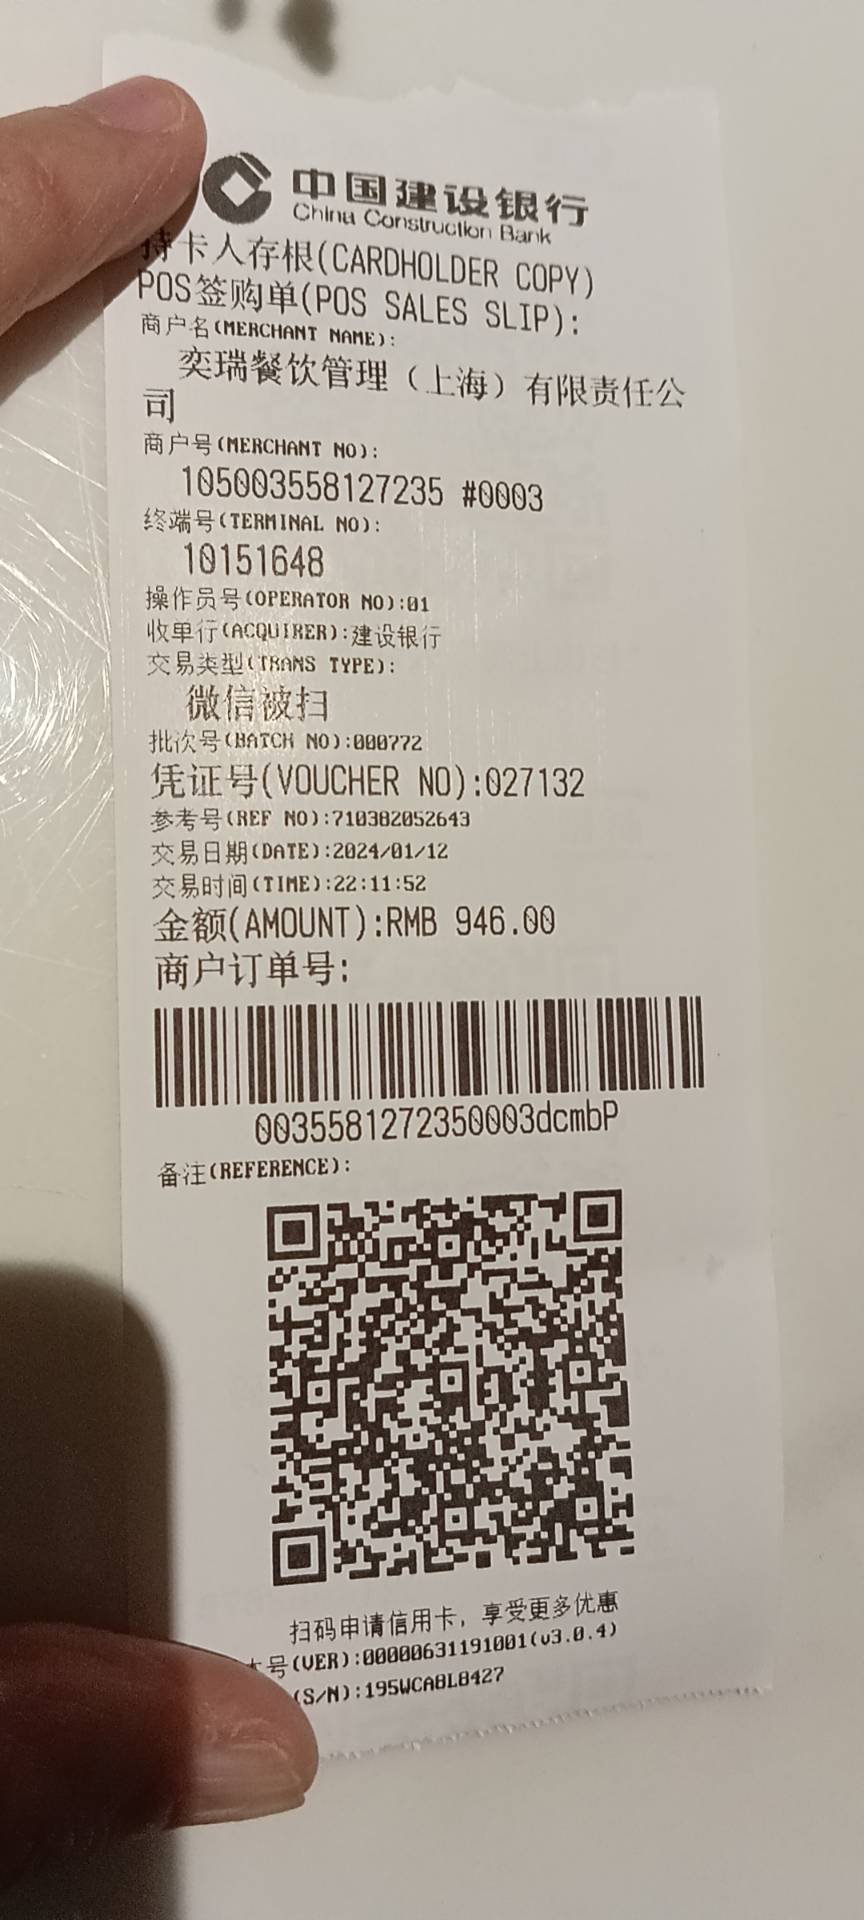 中国建设银行
China Construction Bank
持卡人存根(CARDHOLDER COPY)
POS签购单(POS SALES SLIP):
商户名(MERCHANT NAME):
奕瑞餐饮管理（上海）有限责任公
司
商户号(MERCHANT NO):
105003558127235 #0003
终端号(TERMINAL NO):
10151648
操作员号(OPERATOR NO):01
收单行(ACQUIRER):建设银行
交易类型(TRANS TYPE):
微信被扫
批次号(BATCH NO):000772
凭证号(VOUCHER NO):027132
参考号(REF NO):710382052643
交易日期(DATE):2024/01/12
交易时间(TIME):22:11:52
金额(AMOUNT):RMB 946.00
商户订单号:
0035581272350003dcmbP
备注(REFERENCE):
扫码申请信用卡，享受更多优惠
号(VER):00000631191001(v3.0.4)
(S/N):195WCA8L8427